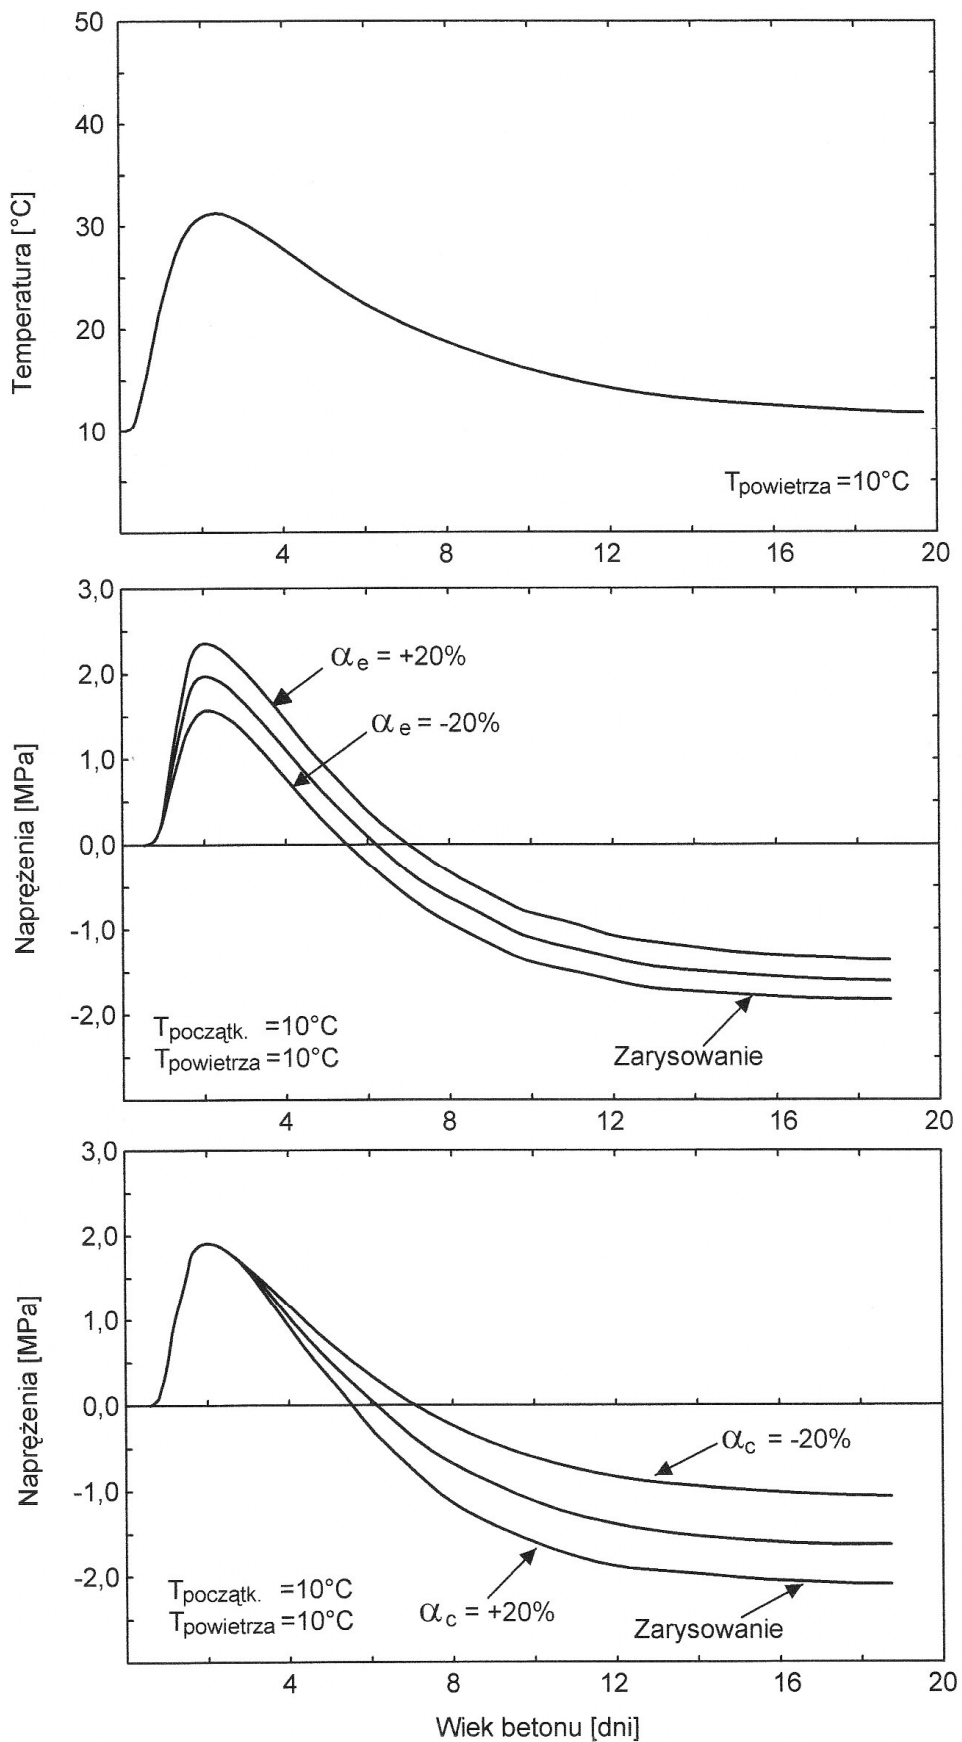 50
40
30
20
10
Temperatura [°C]
Tpowietrza =10°C
4 8 12 16 20
3,0
2,0
1,0
0,0
-1,0
-2,0
Naprężenia [MPa]
αe = +20%
αe = -20%
Tpoczątk. =10°C
Tpowietrza =10°C
Zarysowanie
4 8 12 16 20
3,0
2,0
1,0
0,0
-1,0
-2,0
Naprężenia [MPa]
αc = -20%
αc = +20%
Tpoczątk. =10°C
Tpowietrza =10°C
Zarysowanie
4 8 12 16 20
Wiek betonu [dni]